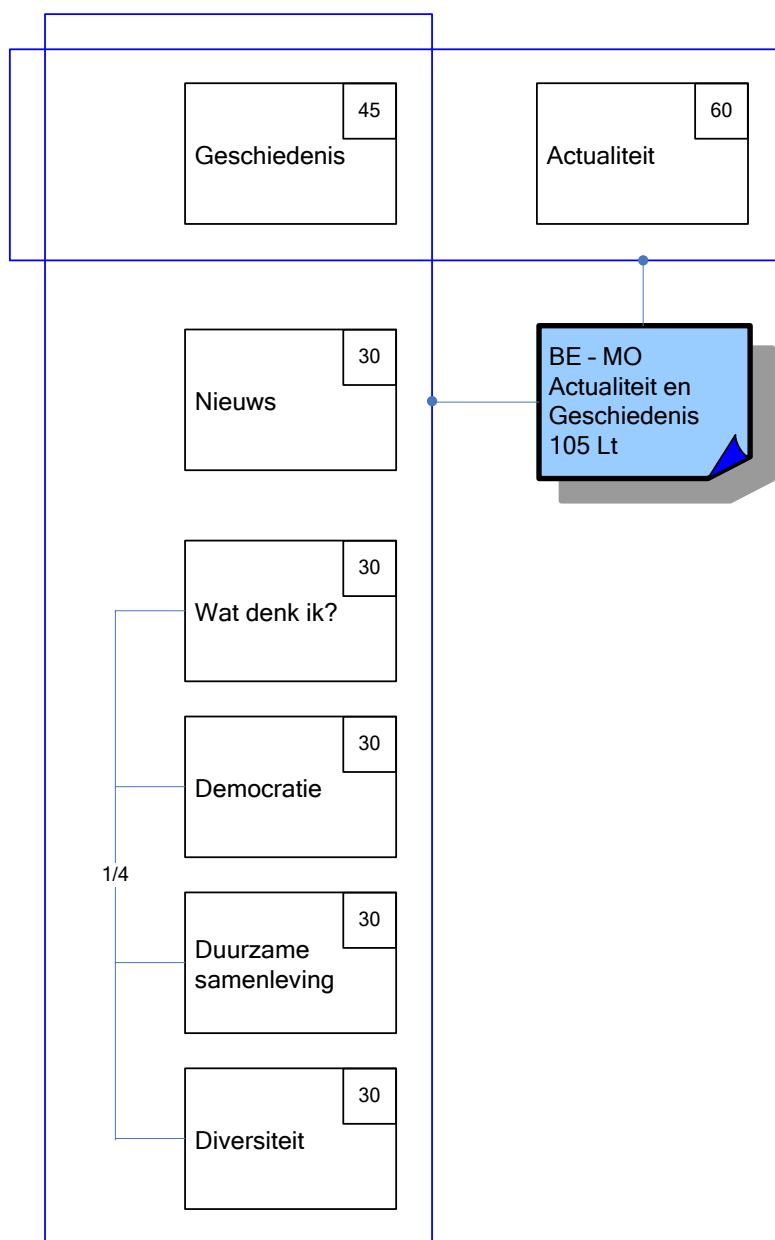 45
Geschiedenis
60
Actualiteit
30
Nieuws
BE - MO
Actualiteit en
Geschiedenis
105 Lt
30
Wat denk ik?
30
Democratie
1/4
30
Duurzame
samenleving
30
Diversiteit